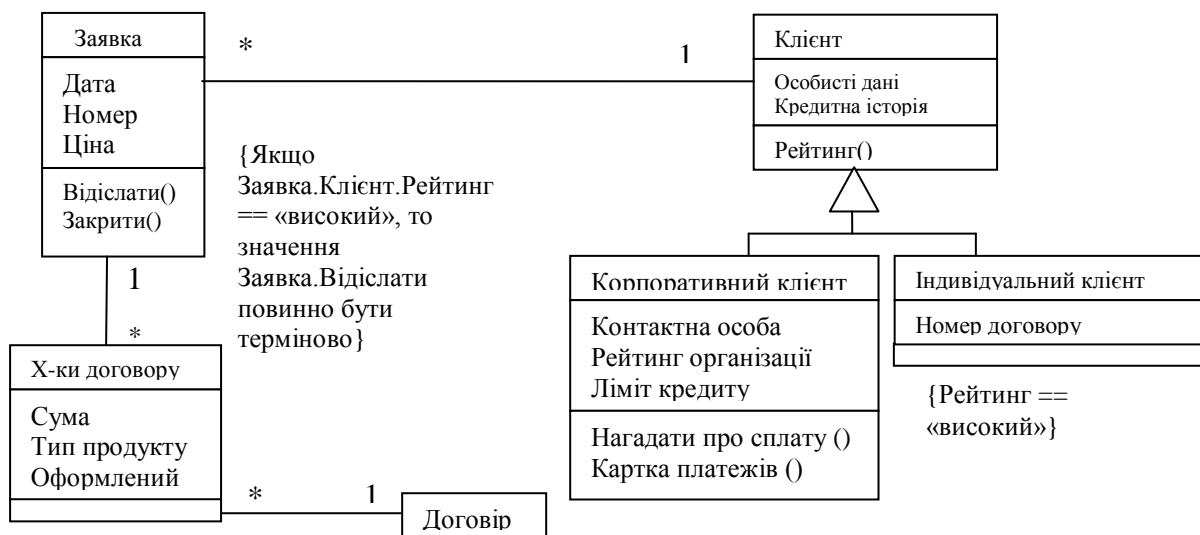 Заявка
Дата
Номер
Ціна
Відіслати()
Закрити()
*
1
Клієнт
Особисті дані
Кредитна історія
Рейтинг()
{Якщо
Заявка.Клієнт.Рейтинг
== «високий», то
значення
Заявка.Відіслати
повинно бути
терміново}
1
*
Х-ки договору
Сума
Тип продукту
Оформлений
*
1
Договір
Корпоративний клієнт
Контактна особа
Рейтинг організації
Ліміт кредиту
Нагадати про сплату ()
Картка платежів ()
Індивідуальний клієнт
Номер договору
{Рейтинг ==
«високий»}